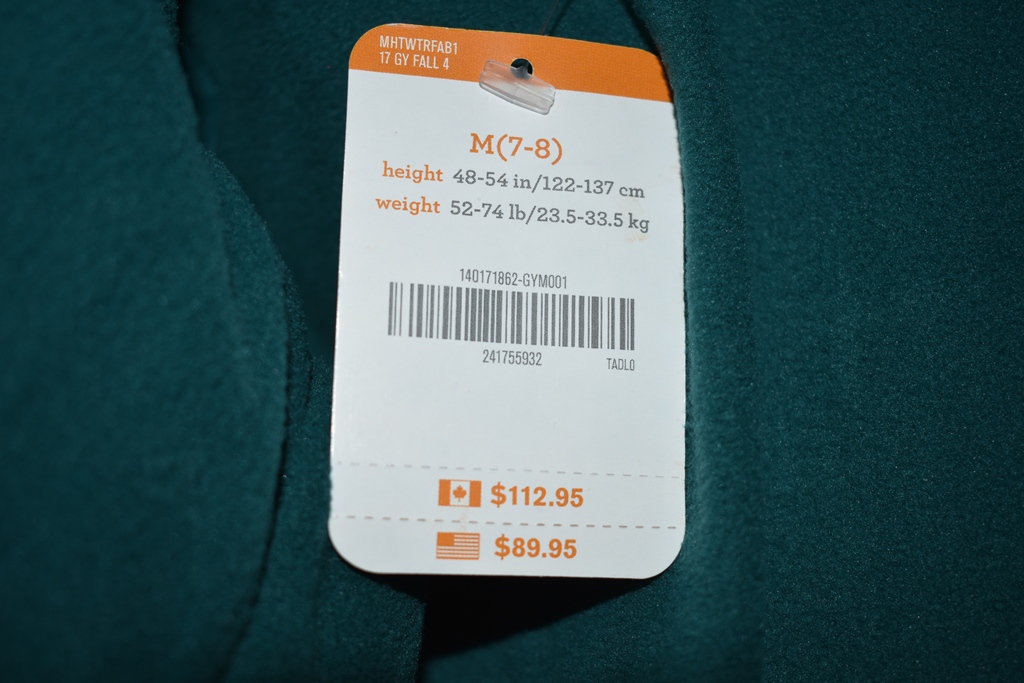 MHTWTRFAB1
17 GY FALL 4
M(7-8)
height 48-54 in/122-137 cm
weight 52-74 lb/23.5-33.5 kg
140171862-GYM001
241755932
TADL0
$112.95
$89.95